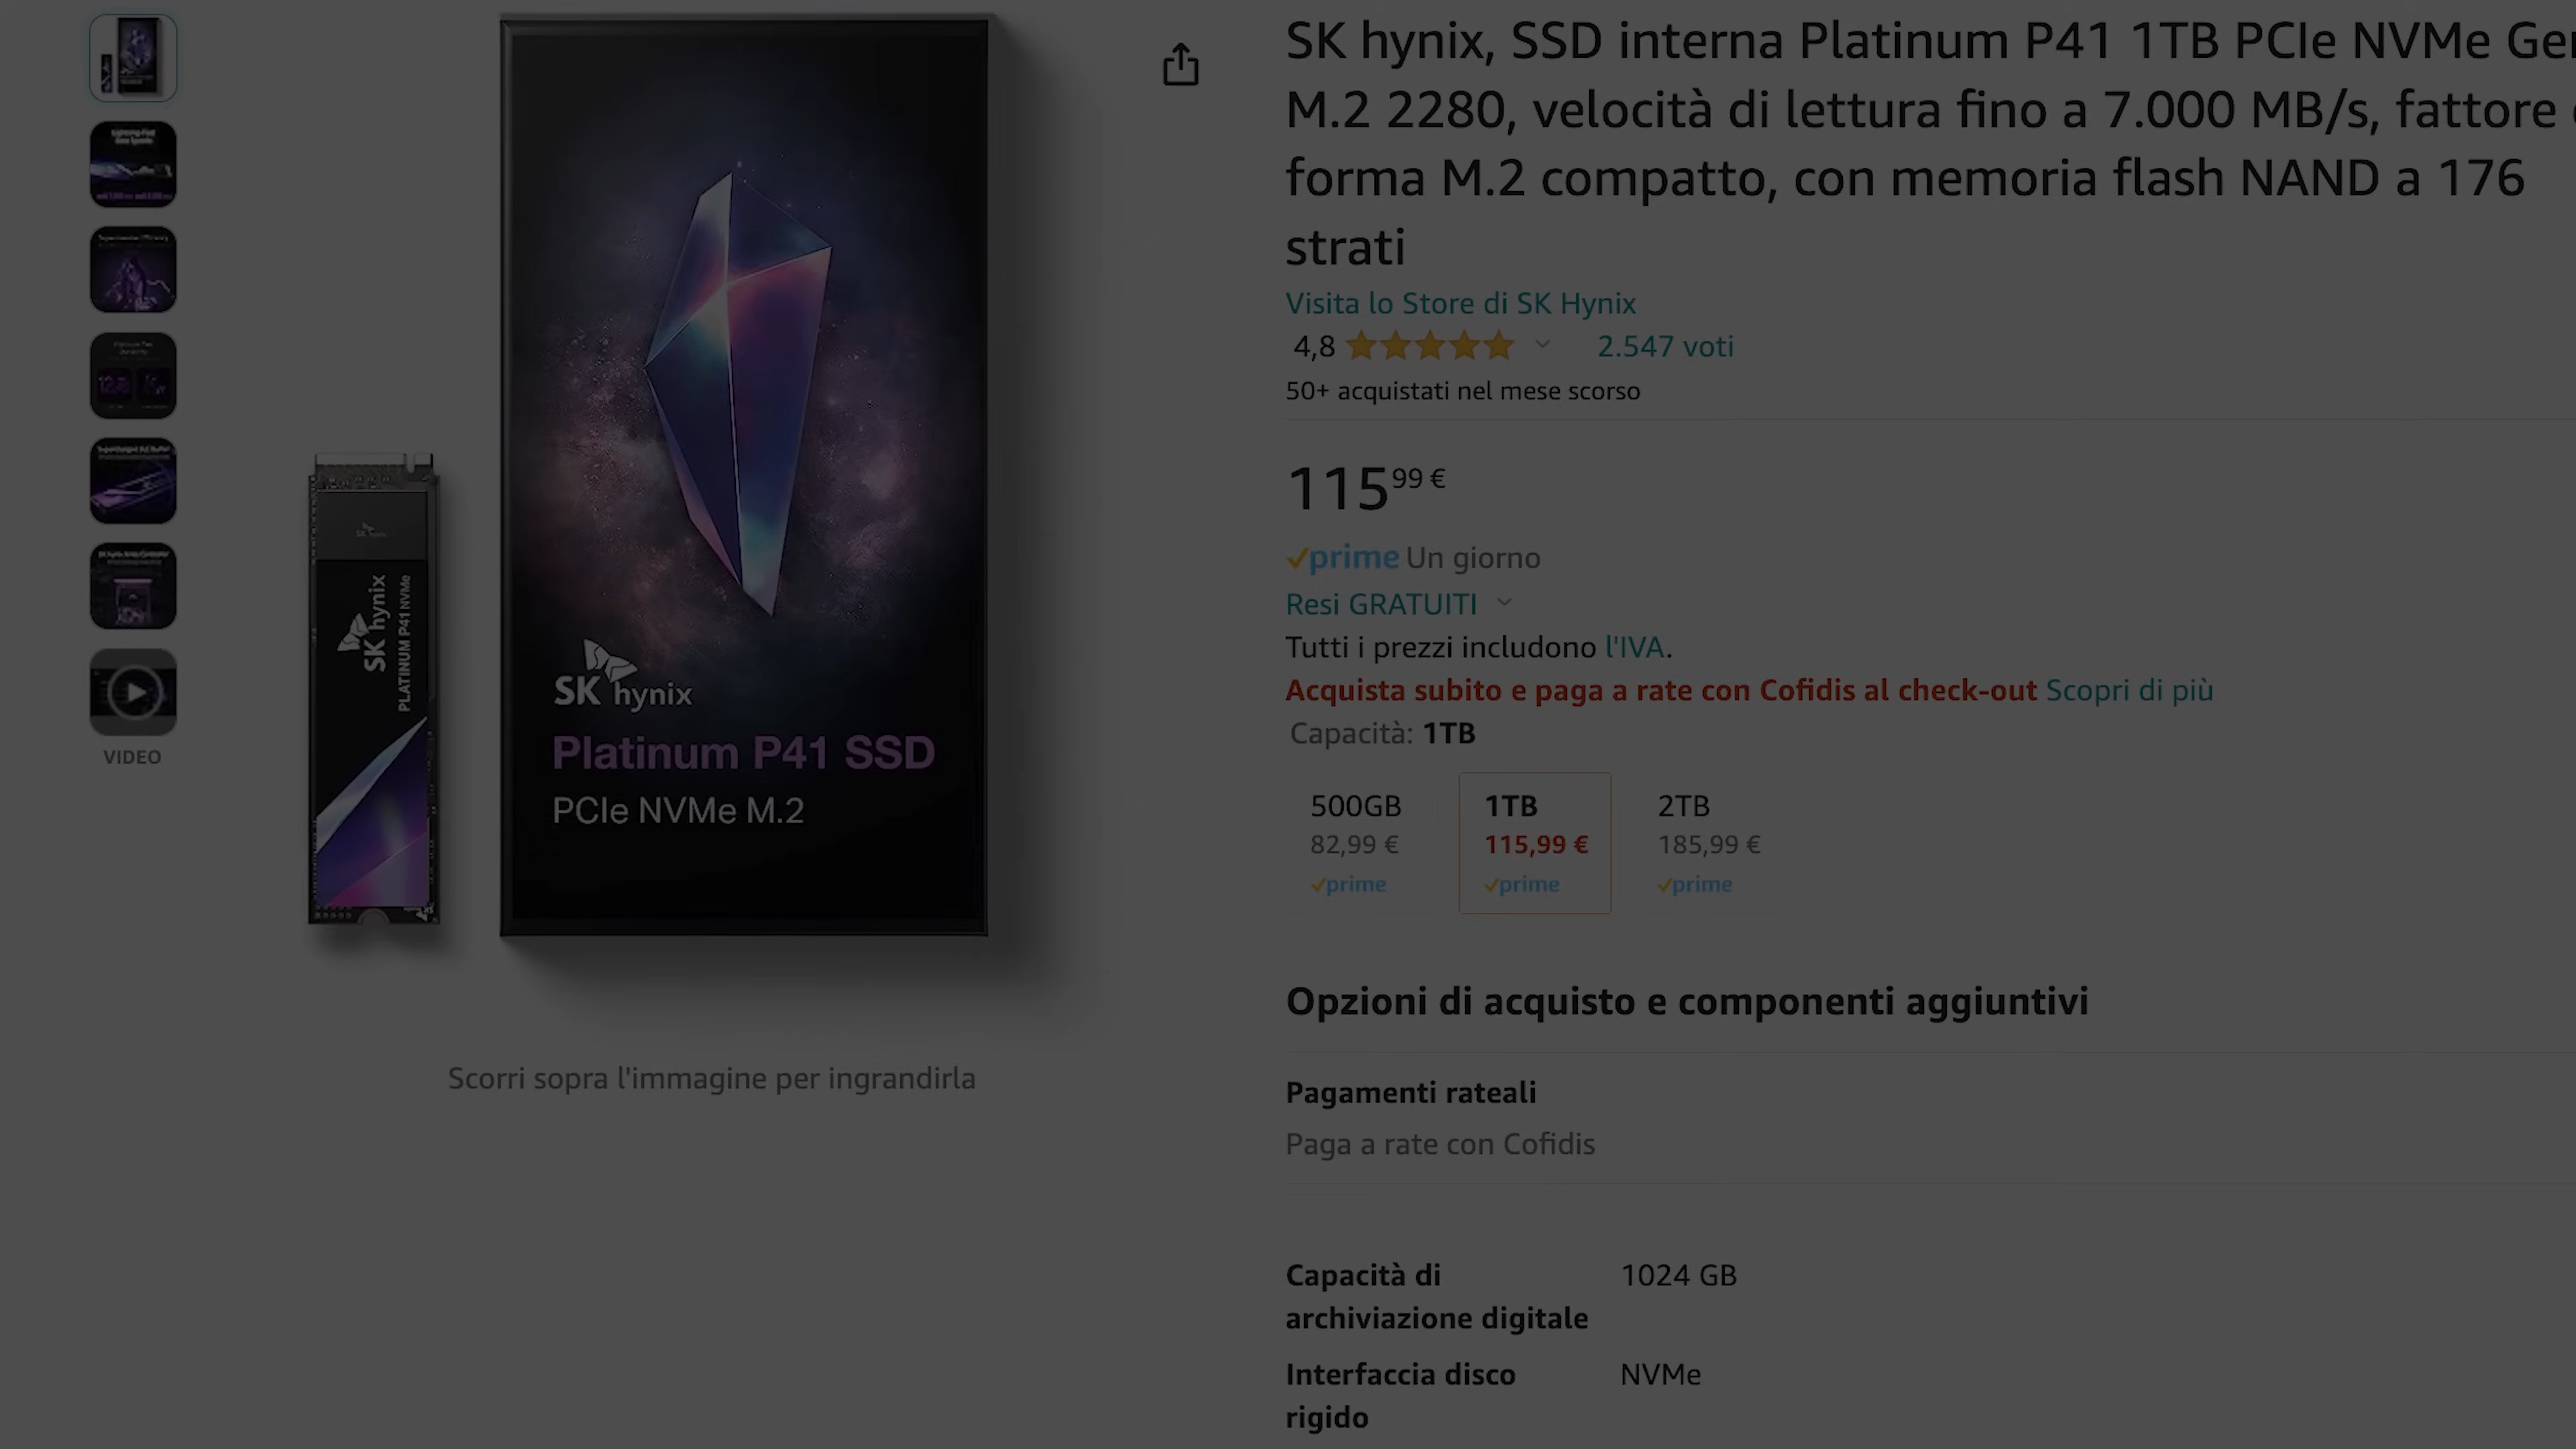 SK hynix, SSD interna Platinum P41 1TB PCIe NVMe
M.2 2280, velocità di lettura fino a 7.000 MB/s, fattore
forma M.2 compatto, con memoria flash NAND a 176
strati
Visita lo Store di SK Hynix
4,8
2.547 voti
50+ acquistati nel mese scorso
115 99 €
prime Un giorno
Resi GRATUITI
Tutti i prezzi includono l'IVA.
Acquista subito e paga a rate con Cofidis al check-out Scopri di più
Capacità: 1TB
500GB
82,99 €
prime
1TB
115,99 €
prime
2TB
185,99 €
prime
Opzioni di acquisto e componenti aggiuntivi
Pagamenti rateali
Paga a rate con Cofidis
Capacità di
archiviazione digitale
1024 GB
Interfaccia disco
rigido
NVMe
SK hynix
Platinum P41 SSD
PCIe NVMe M.2
SK hynix
PLATINUM P41 NVMe
SK hynix
VIDEO
Scorri sopra l'immagine per ingrandirla